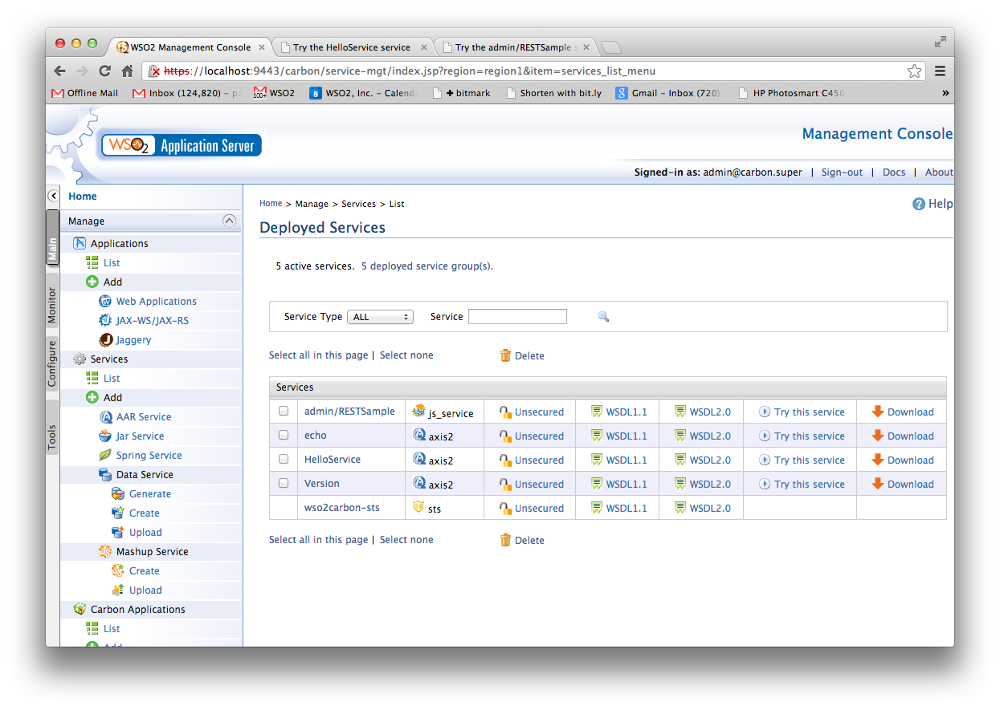 WSO2 Management Console × Try the HelloService service × Try the admin/RESTSample ×
https://localhost:9443/carbon/service-mgt/index.jsp?region=region1&item=services_list_menu
Offline Mail Inbox (124,820) – 100+ WSO2 8 WSO2, Inc. – Calend ✚bitmark Shorten with bit.ly 8 Gmail – Inbox (720) HP Photosmart C450 »
WSO2 Application Server
Management Console
Signed-in as: admin@carbon.super | Sign-out | Docs | About
Home
Main
Monitor
Configure
Tools
Manage
Applications
List
Add
Web Applications
JAX-WS/JAX-RS
Jaggery
Services
List
Add
AAR Service
Jar Service
Spring Service
Data Service
Generate
Create
Upload
Mashup Service
Create
Upload
Carbon Applications
List
Add
Home > Manage > Services > List
Help
Deployed Services
5 active services. 5 deployed service group(s).
Service Type ALL Service
Select all in this page | Select none Delete
Services
admin/RESTSample js_service Unsecured WSDL1.1 WSDL2.0 Try this service Download
echo axis2 Unsecured WSDL1.1 WSDL2.0 Try this service Download
HelloService axis2 Unsecured WSDL1.1 WSDL2.0 Try this service Download
Version axis2 Unsecured WSDL1.1 WSDL2.0 Try this service Download
wso2carbon-sts sts Unsecured WSDL1.1 WSDL2.0
Select all in this page | Select none Delete